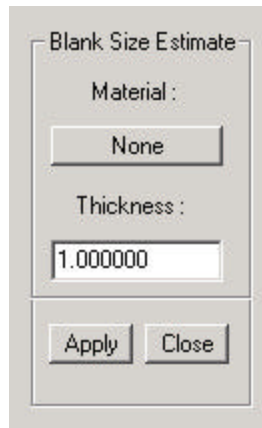 Blank Size Estimate
Material :
None
Thickness :
1.000000
Apply Close